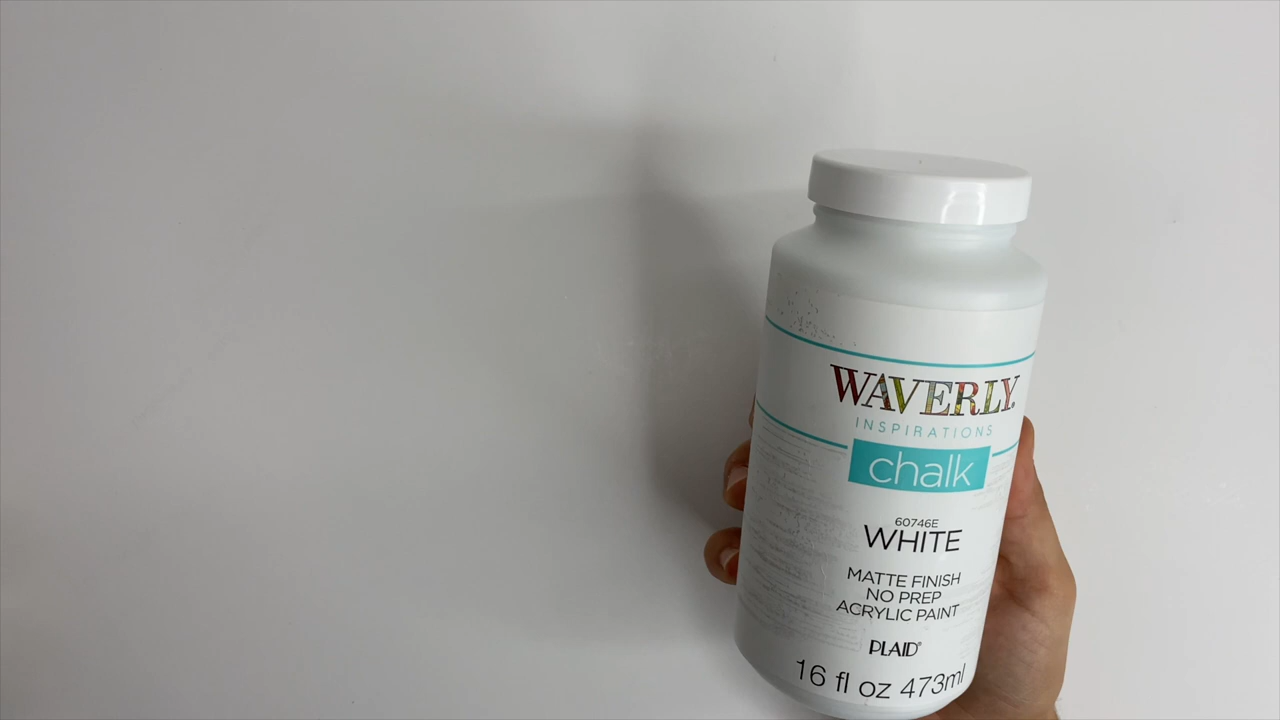 WAVERLY®
INSPIRATIONS
chalk
60746E
WHITE
MATTE FINISH
NO PREP
ACRYLIC PAINT
PLAID®
16 fl oz 473ml